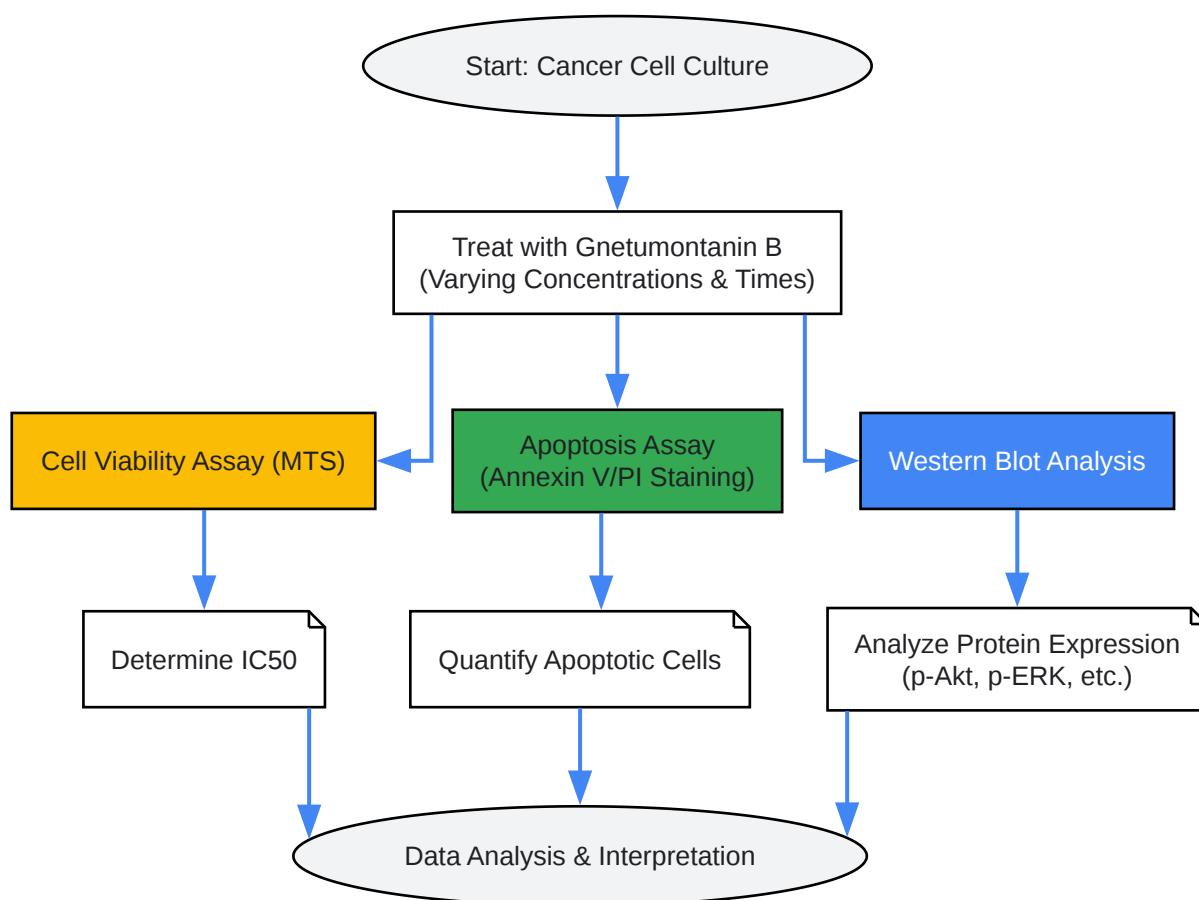 Start: Cancer Cell Culture
Treat with Gnetumontanin B
(Varying Concentrations & Times)
Cell Viability Assay (MTS)
Apoptosis Assay
(Annexin V/PI Staining)
Western Blot Analysis
Determine IC50
Quantify Apoptotic Cells
Analyze Protein Expression
(p-Akt, p-ERK, etc.)
Data Analysis & Interpretation